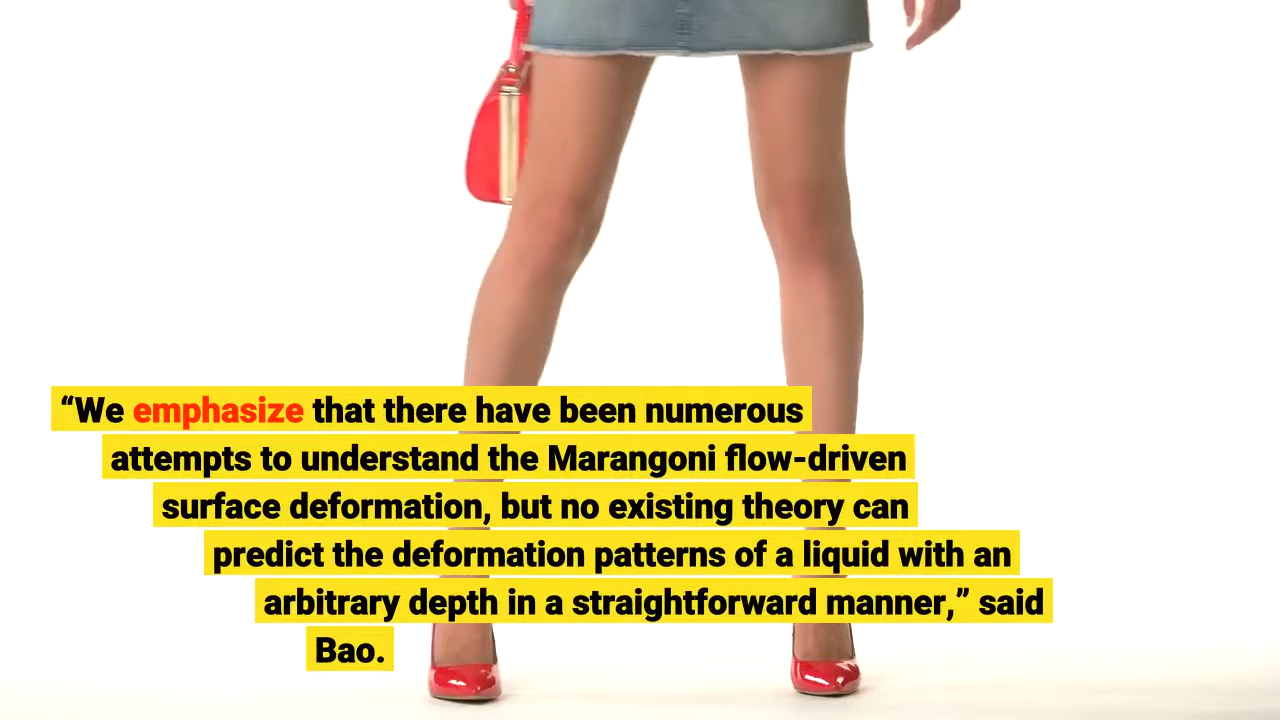 “We emphasize that there have been numerous
attempts to understand the Marangoni flow-driven
surface deformation, but no existing theory can
predict the deformation patterns of a liquid with an
arbitrary depth in a straightforward manner,” said
Bao.